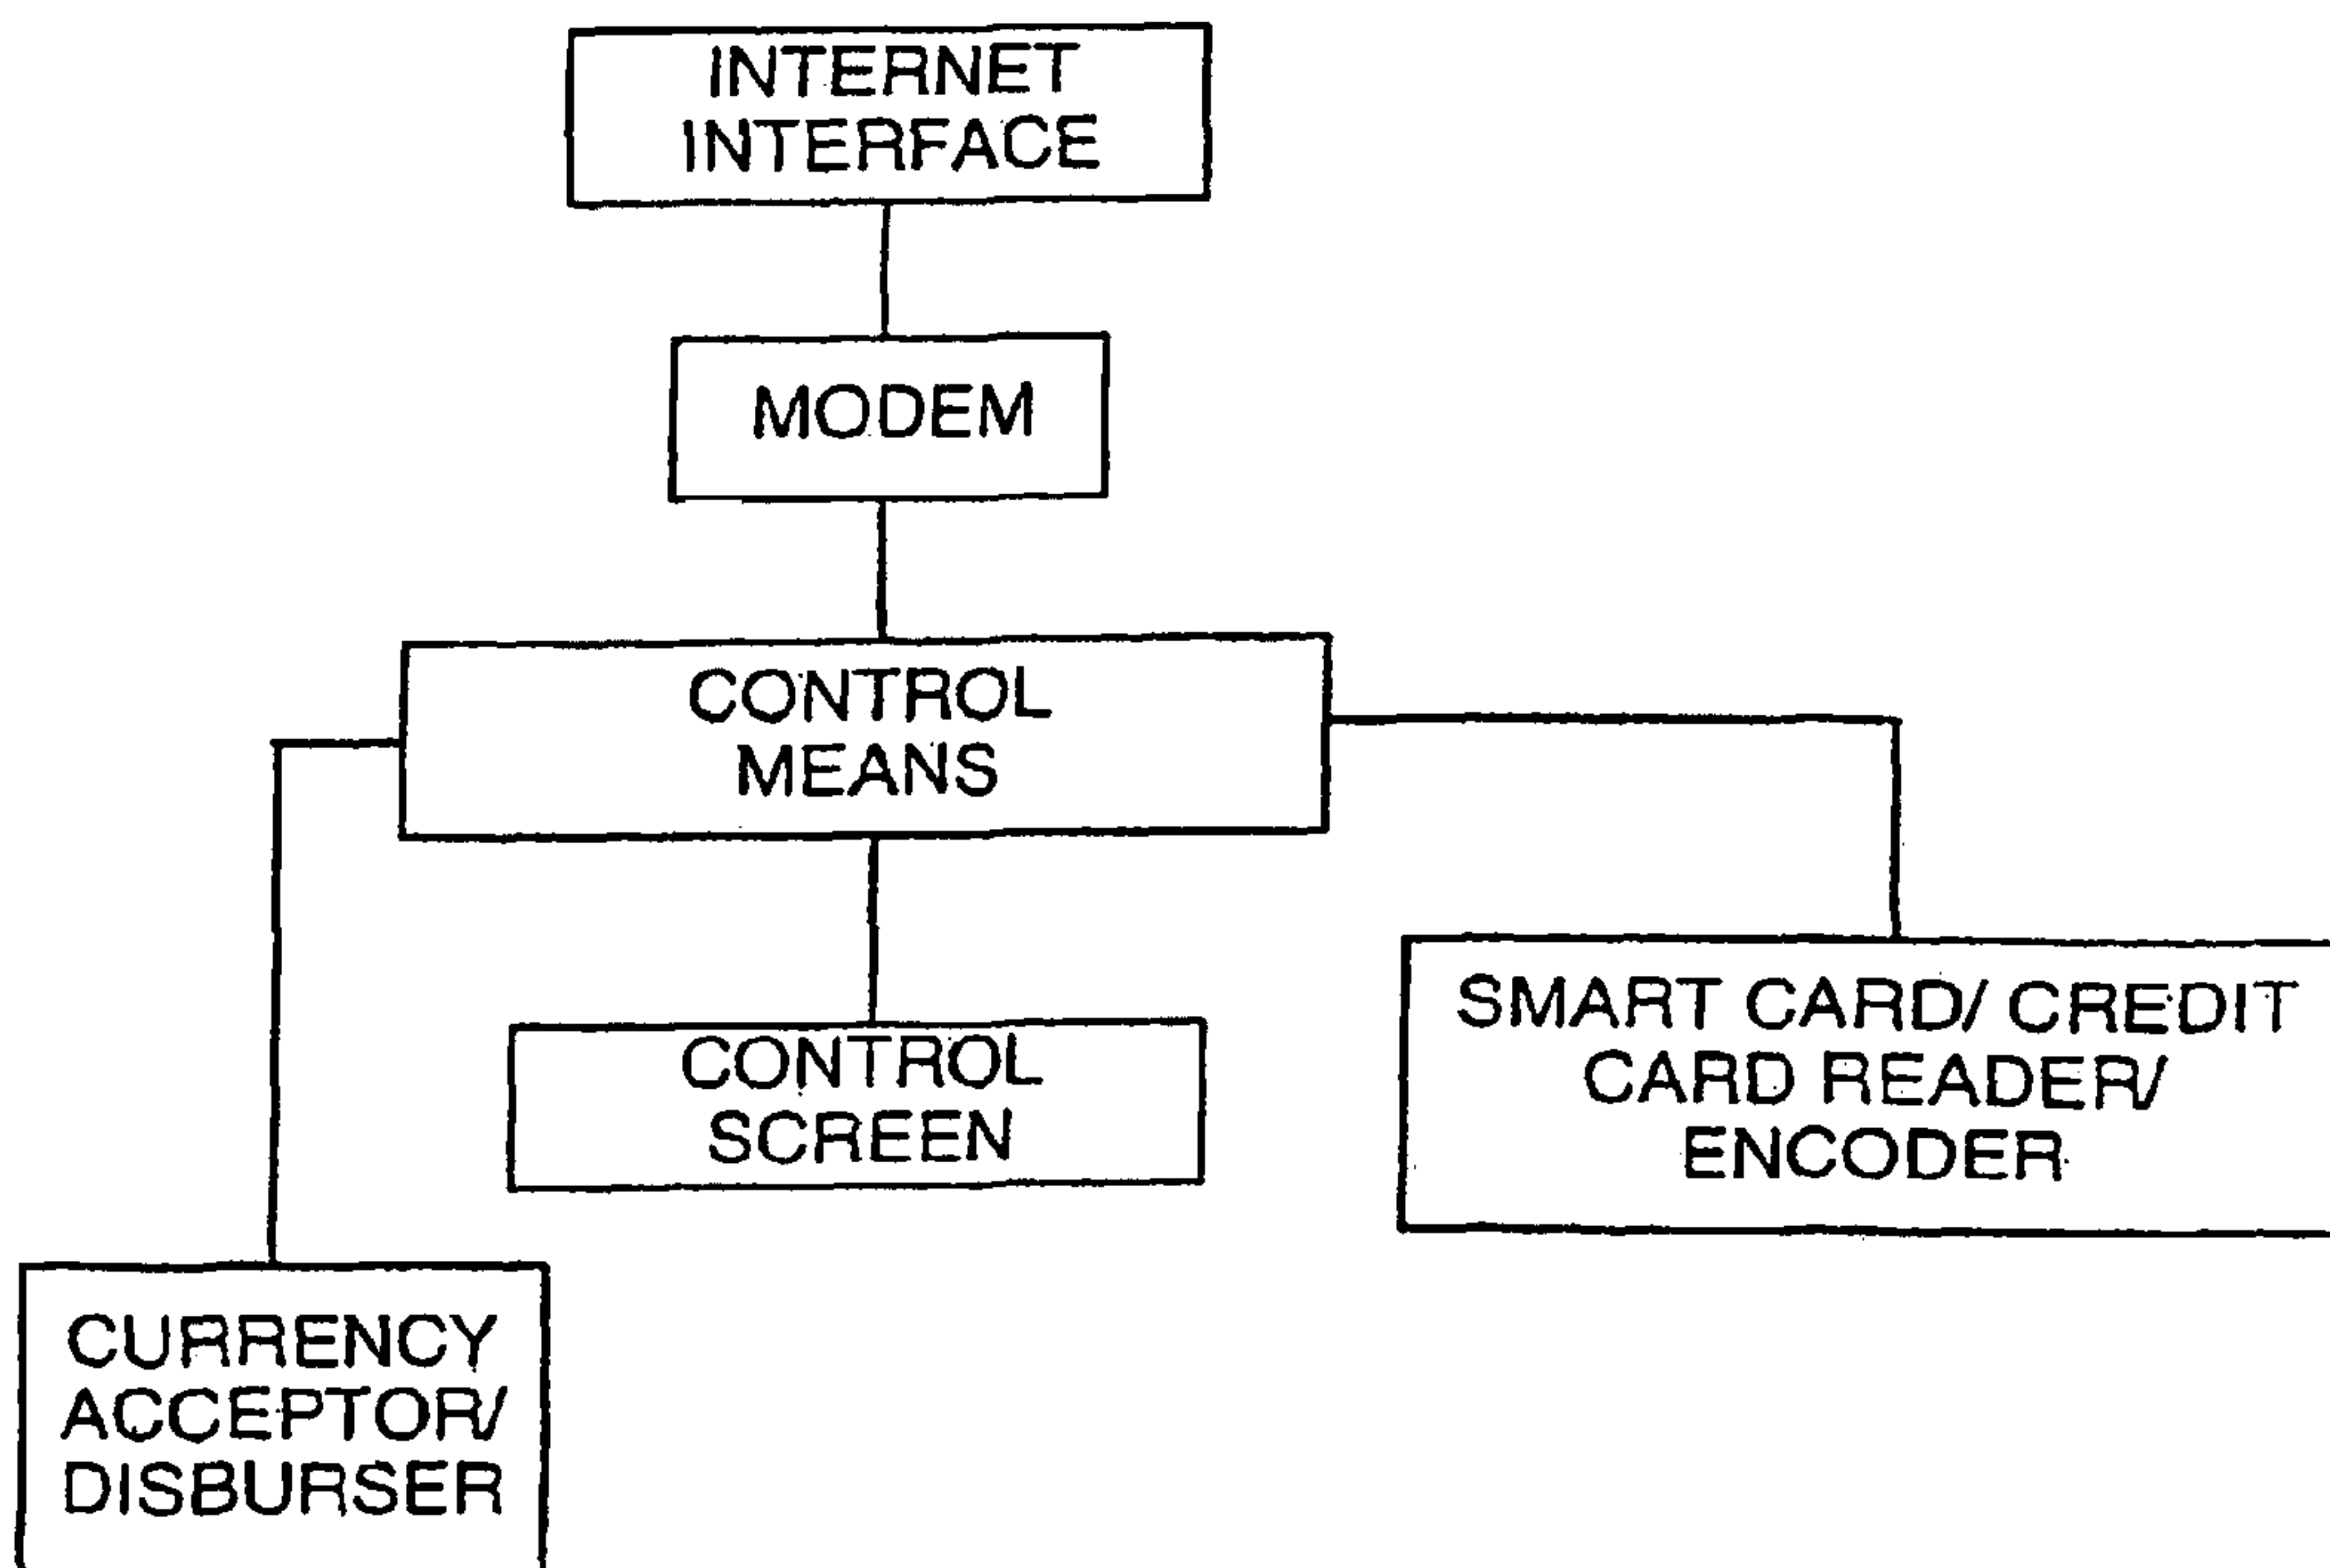 INTERNET
INTERFACE
MODEM
CONTROL
MEANS
CONTROL
SCREEN
SMART CARD/ CREDIT
CARD READER/
ENCODER
CURRENCY
ACCEPTOR/
DISBURSER